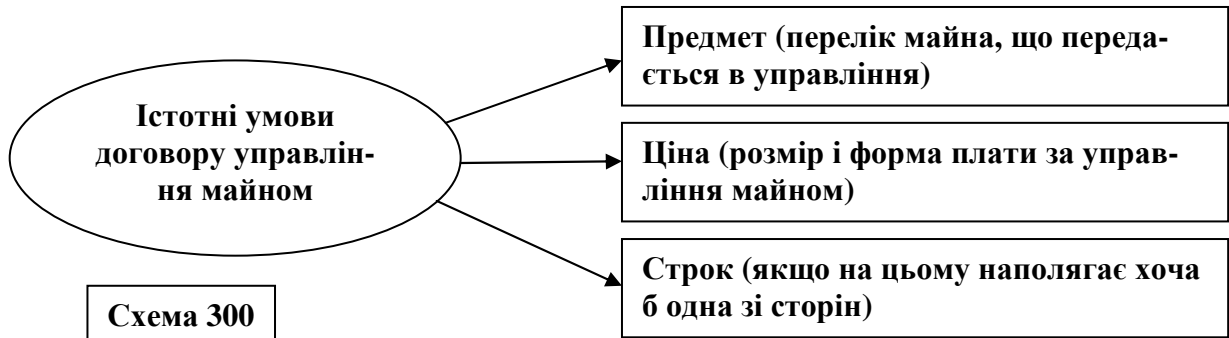 Істотні умови
договору управлін-
ня майном
Предмет (перелік майна, що переда-
ється в управління)
Ціна (розмір і форма плати за управ-
ління майном)
Строк (якщо на цьому наполягає хоча
б одна зі сторін)
Схема 300